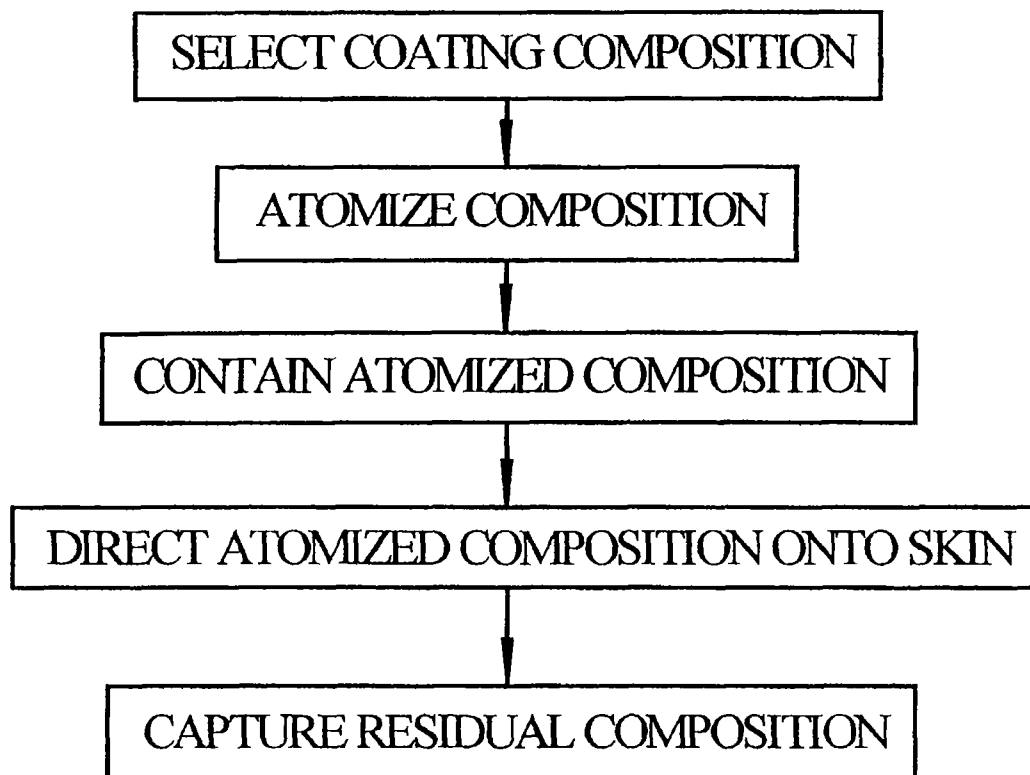 SELECT COATING COMPOSITION
ATOMIZE COMPOSITION
CONTAIN ATOMIZED COMPOSITION
DIRECT ATOMIZED COMPOSITION ONTO SKIN
CAPTURE RESIDUAL COMPOSITION